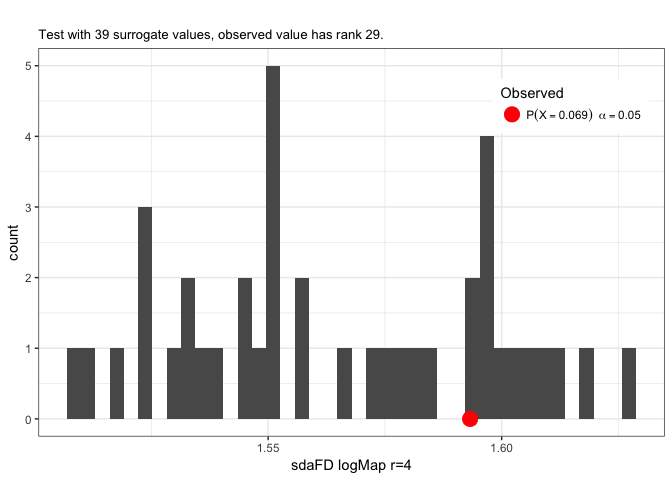 Test with 39 surrogate values, observed value has rank 29.
5
4
3
2
1
0
count
Observed
P(X = 0.069)  α = 0.05
1.55
1.60
sdaFD logMap r=4